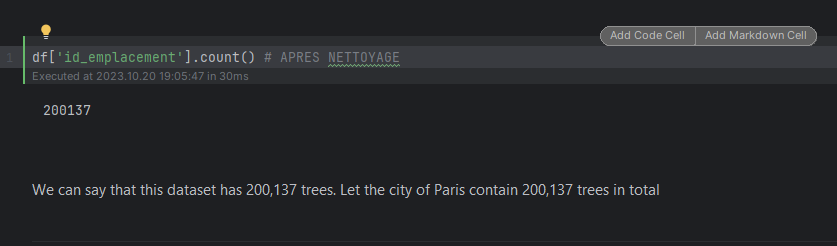 Add Code Cell Add Markdown Cell
1 df['id_emplacement'].count() # APRES NETTOYAGE
Executed at 2023.10.20 19:05:47 in 30ms
200137
We can say that this dataset has 200,137 trees. Let the city of Paris contain 200,137 trees in total